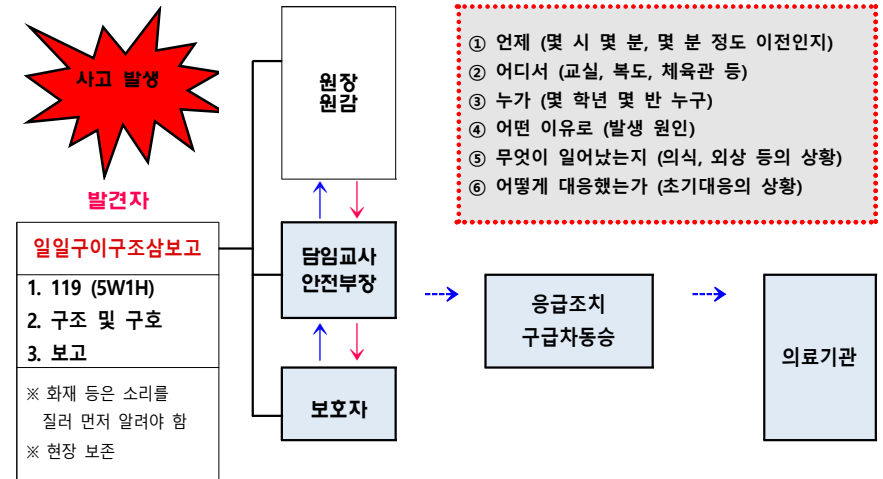 사고 발생
발견자
일일구이구조삼보고
1. 119 (5W1H)
2. 구조 및 구호
3. 보고
※ 화재 등은 소리를
질러 먼저 알려야 함
※ 현장 보존
원장
원감
담임교사
안전부장
보호자
① 언제 (몇 시 몇 분, 몇 분 정도 이전인지)
② 어디서 (교실, 복도, 체육관 등)
③ 누가 (몇 학년 몇 반 누구)
④ 어떤 이유로 (발생 원인)
⑤ 무엇이 일어났는지 (의식, 외상 등의 상황)
⑥ 어떻게 대응했는가 (초기대응의 상황)
응급조치
구급차동승
의료기관